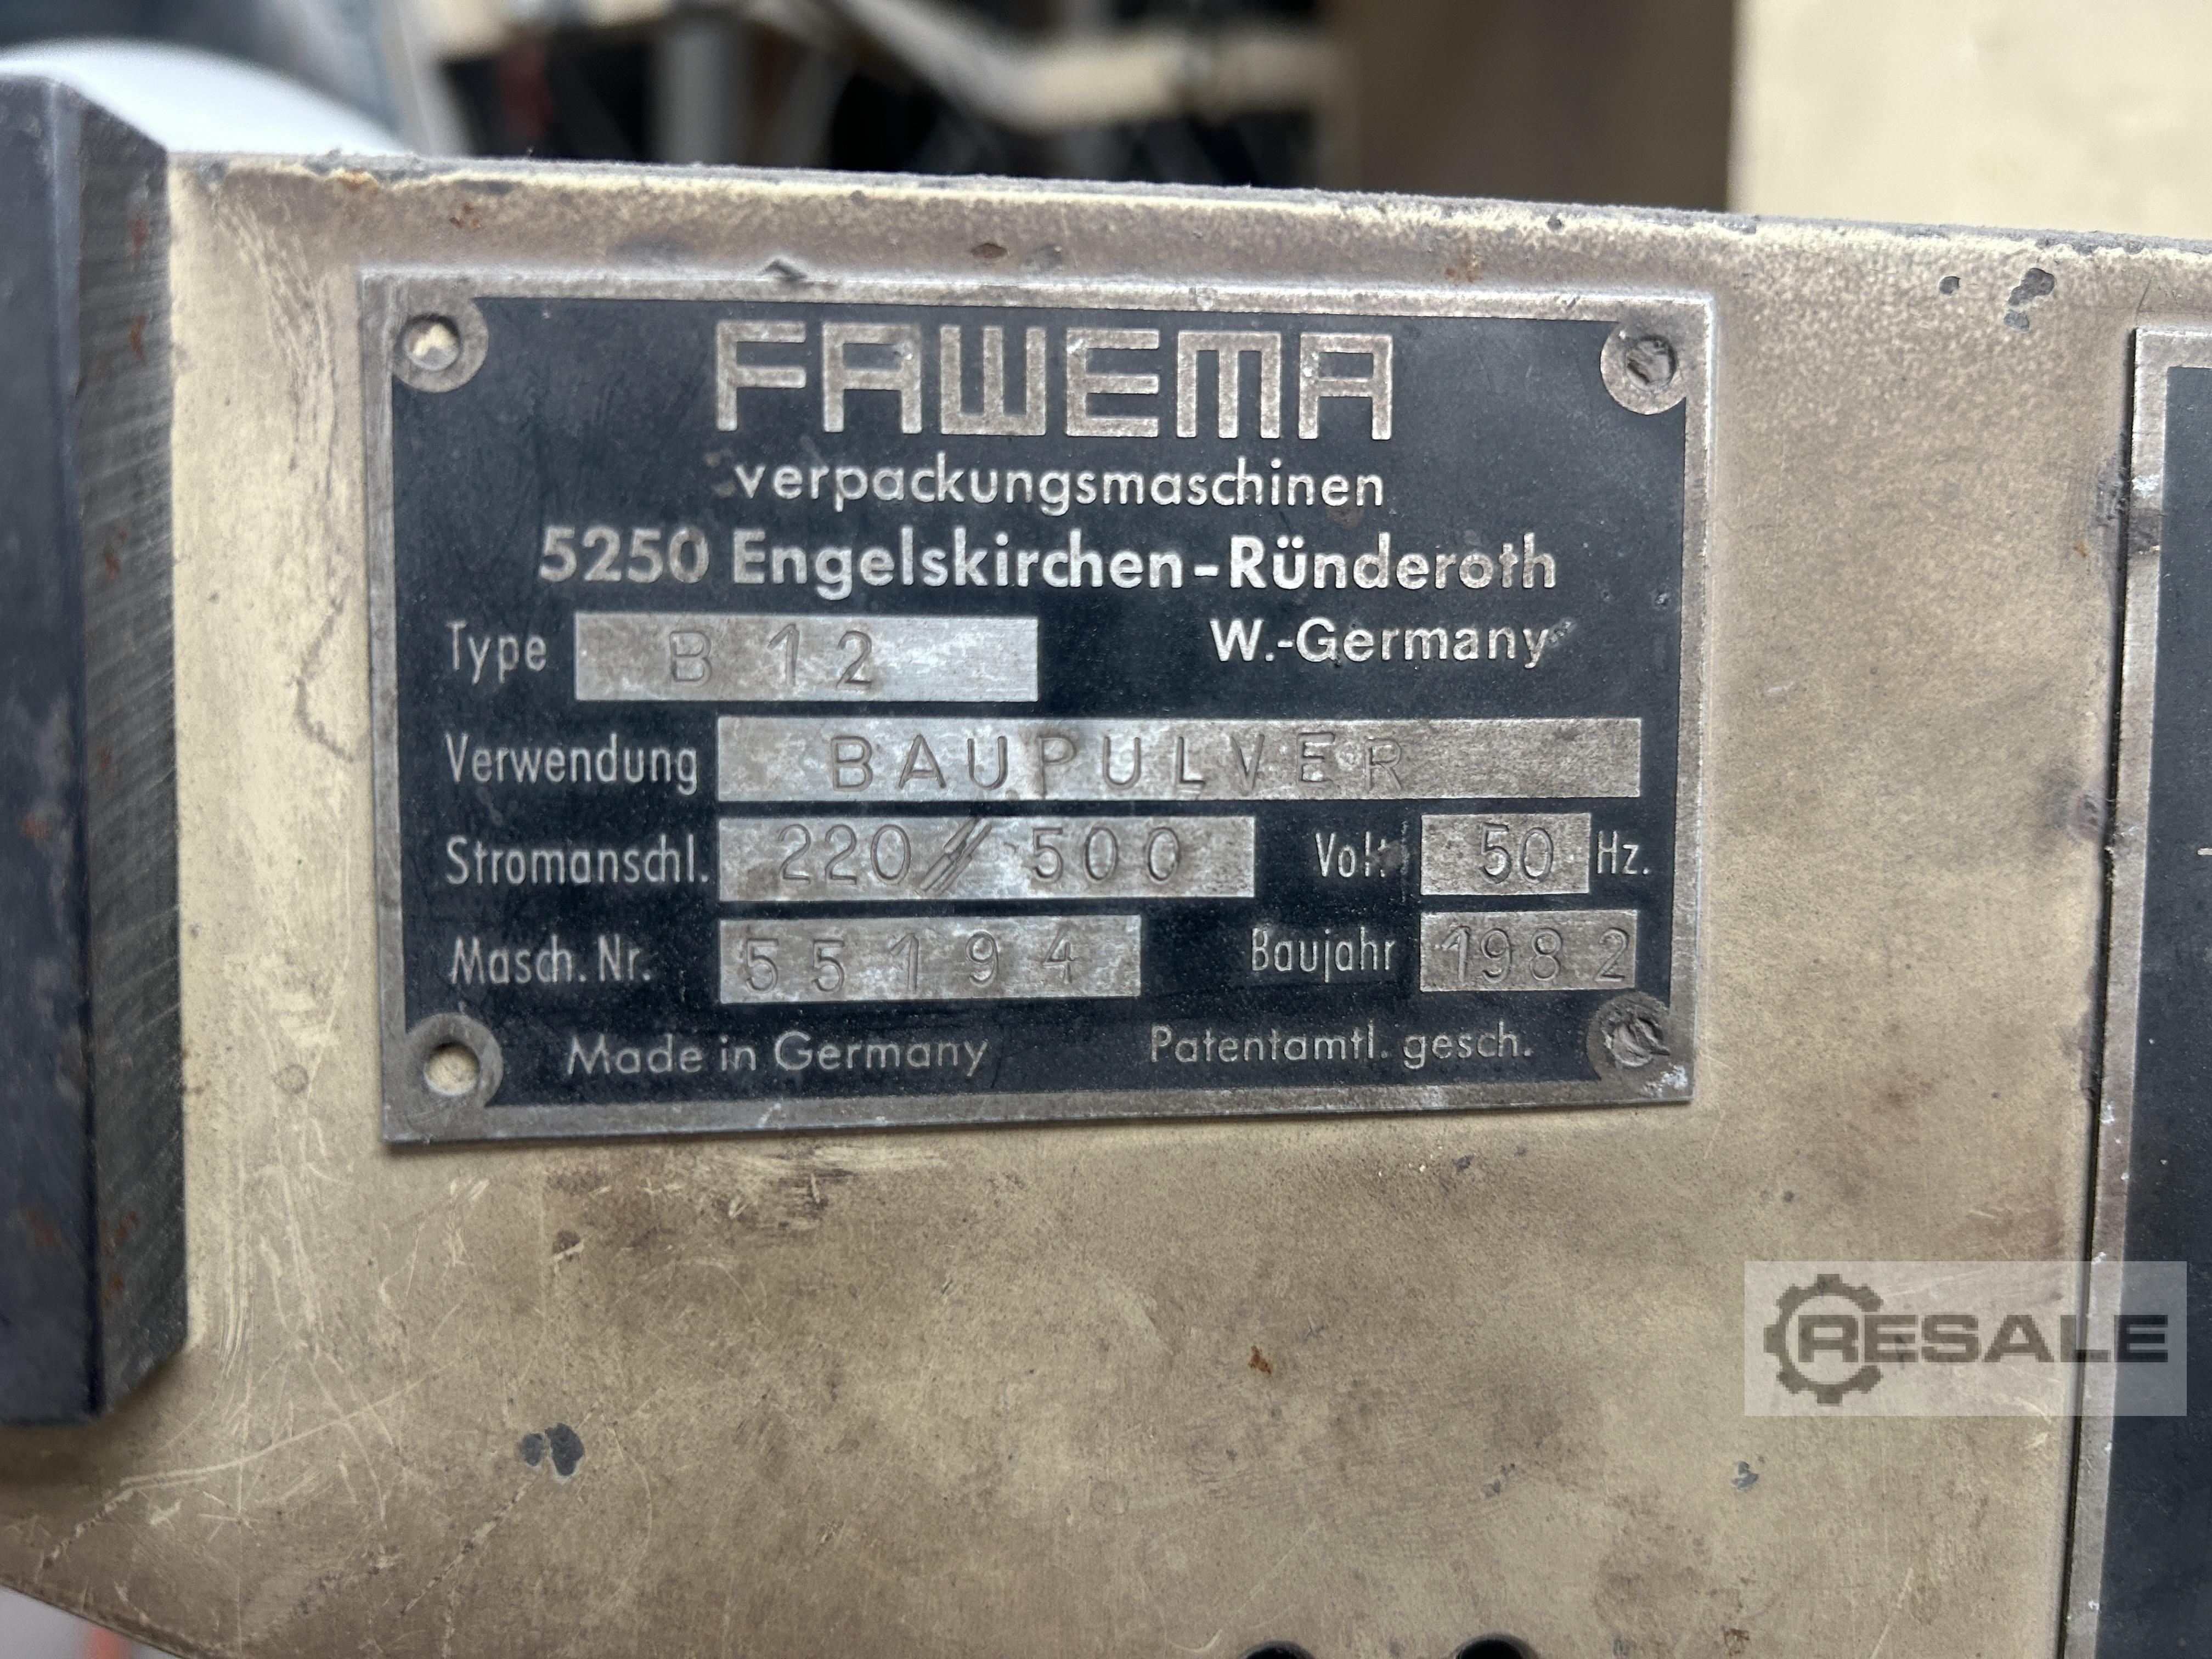 FAWEMA
verpackungsmaschinen
5250 Engelskirchen-Ründeroth
Type B 12 W.-Germany
Verwendung BAUPULVER
Stromanschl. 220// 500 Volt 50 Hz.
Masch. Nr. 55194 Baujahr 1982
Made in Germany Patentamtl. gesch.
RESALE